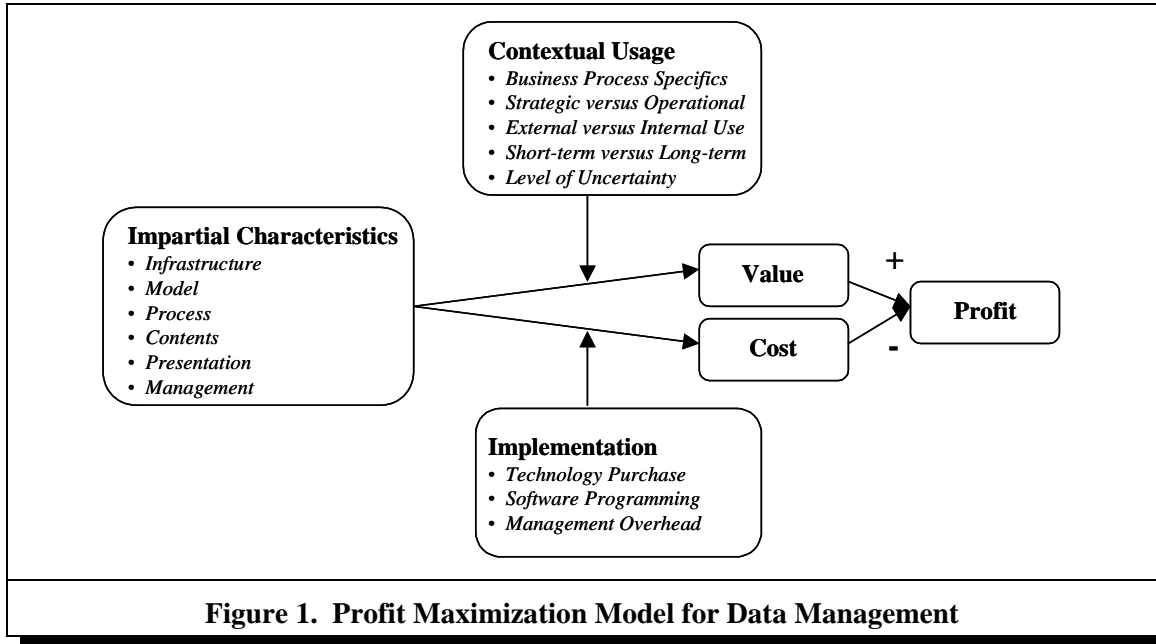 Contextual Usage
• Business Process Specifics
• Strategic versus Operational
• External versus Internal Use
• Short-term versus Long-term
• Level of Uncertainty
Impartial Characteristics
• Infrastructure
• Model
• Process
• Contents
• Presentation
• Management
Value
Cost
+
-
Profit
Implementation
• Technology Purchase
• Software Programming
• Management Overhead
Figure 1. Profit Maximization Model for Data Management